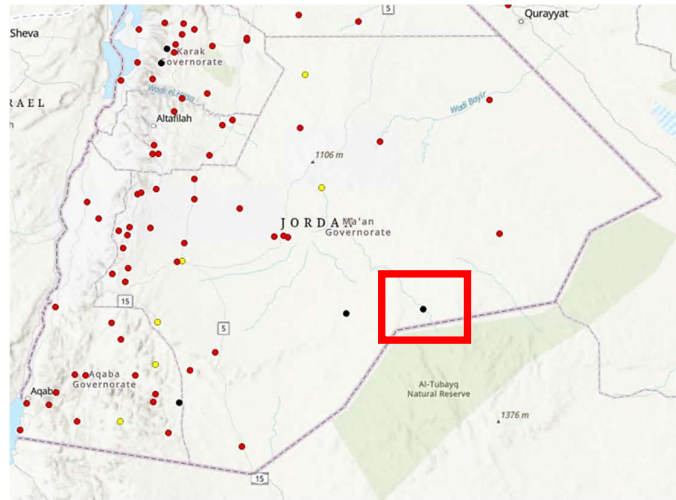 5
Qurayyat
Sheva
Karak
Governorate
RAEL
Wadi al Hasa
Wadi Bayir
Altafilah
1106 m
JORDAN
Ma'an
Governorate
15
5
Aqaba
Governorate
Aqaba
Al-Tubayq
Natural Reserve
1376 m
15